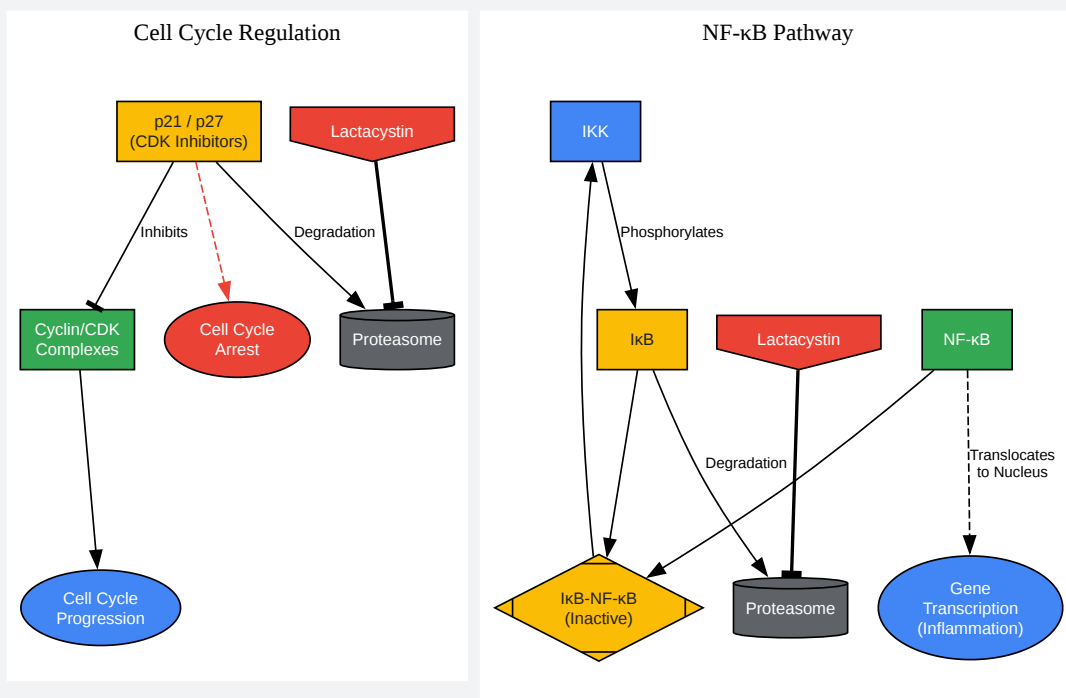 Cell Cycle Regulation
p21 / p27
(CDK Inhibitors)
Lactacystin
Inhibits
Degradation
Cyclin/CDK
Complexes
Cell Cycle
Arrest
Proteasome
Cell Cycle
Progression
NF-κB Pathway
IKK
Phosphorylates
IκB
Lactacystin
NF-κB
Degradation
Translocates
to Nucleus
IκB-NF-κB
(Inactive)
Proteasome
Gene
Transcription
(Inflammation)